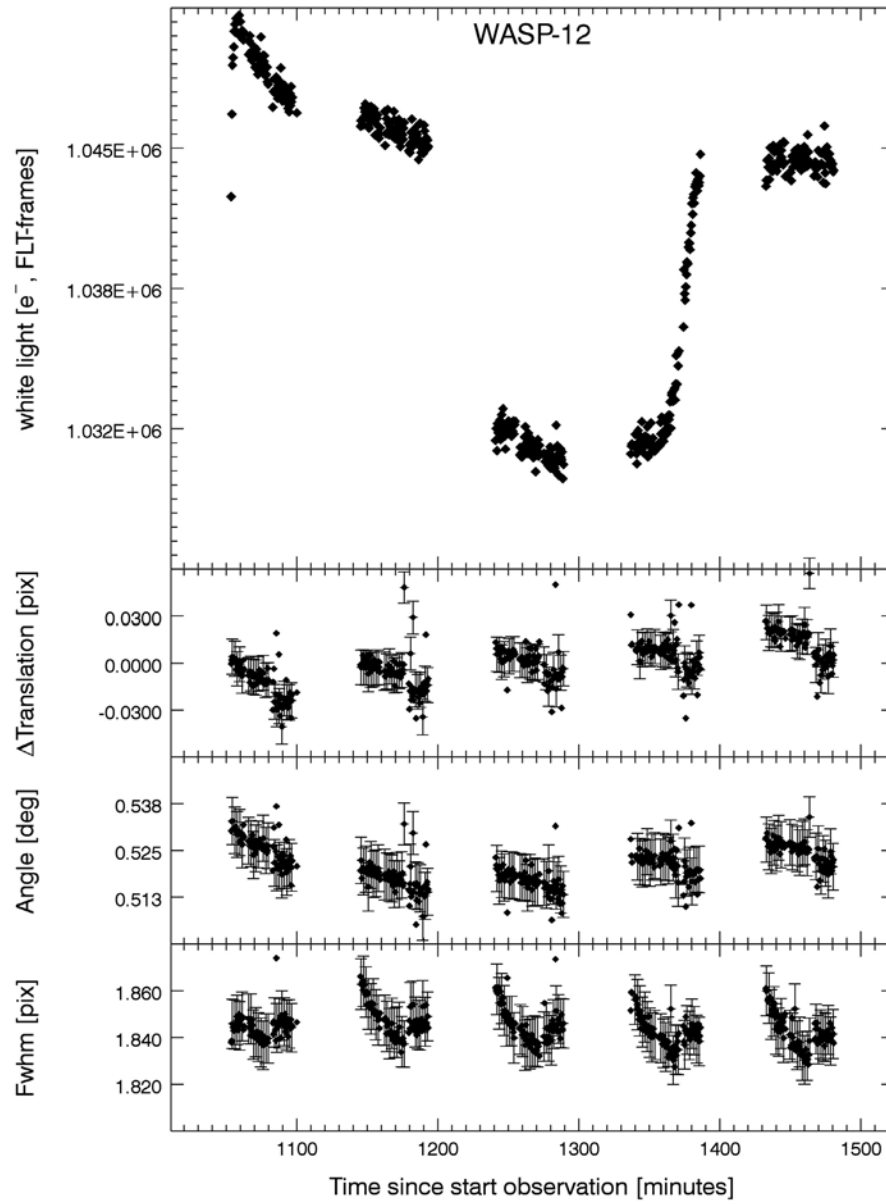 WASP-12
white light [e⁻, FLT-frames]
1.045E+06
1.038E+06
1.032E+06
ΔTranslation [pix]
0.0300
0.0000
-0.0300
Angle [deg]
0.538
0.525
0.513
Fwhm [pix]
1.860
1.840
1.820
1100 1200 1300 1400 1500
Time since start observation [minutes]